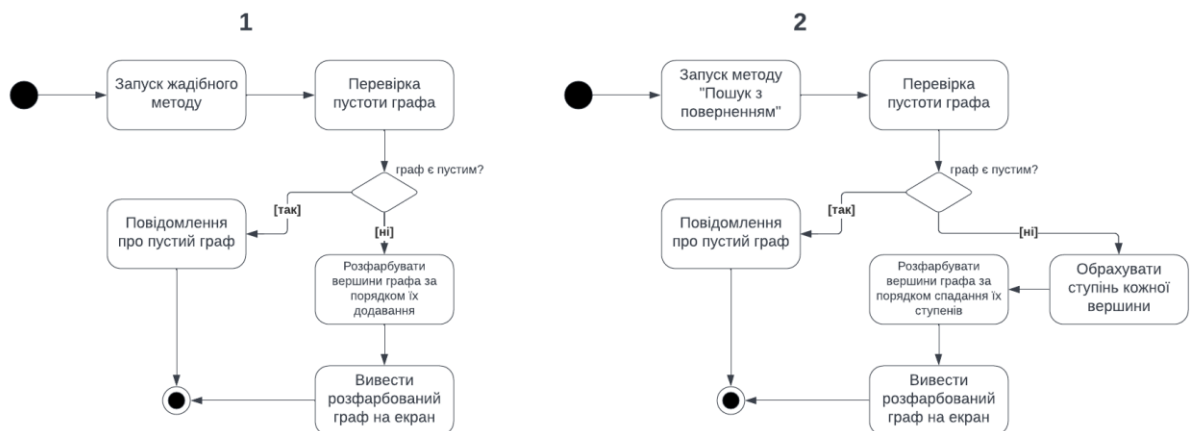 1
Запуск жадібного
методу
Перевірка
пустоти графа
граф є пустим?
[так]
[ні]
Повідомлення
про пустий граф
Розфарбувати
вершини графа за
порядком їх
додавання
Вивести
розфарбований
граф на екран
2
Запуск методу
"Пошук з
поверненням"
Перевірка
пустоти графа
граф є пустим?
[так]
[ні]
Повідомлення
про пустий граф
Обрахувати
ступінь кожної
вершини
Розфарбувати
вершини графа за
порядком спадання їх
ступенів
Вивести
розфарбований
граф на екран